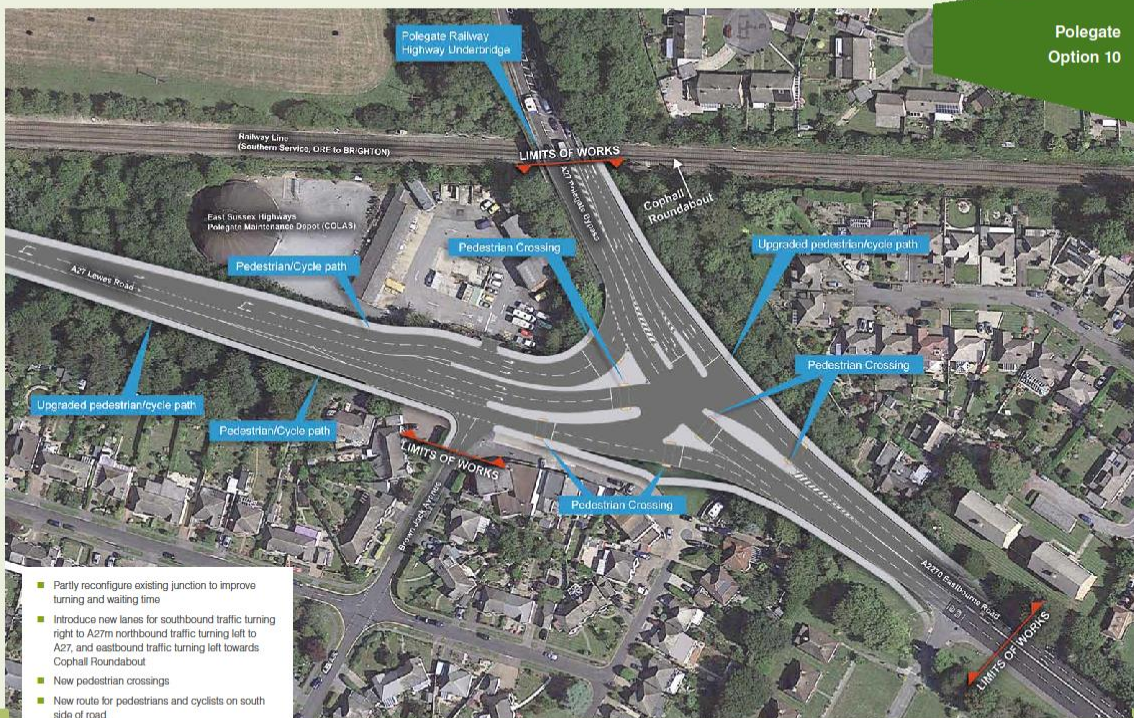 Polegate
Option 10
Polegate Railway
Highway Underbridge
Railway Line
(Southern Service, ORE to BRIGHTON)
LIMITS OF WORKS
A27 Polegate Bypass
Cophall
Roundabout
East Sussex Highways
Polegate Maintenance Depot (COLAS)
Pedestrian Crossing
Upgraded pedestrian/cycle path
Pedestrian/Cycle path
A27 Lewes Road
Pedestrian Crossing
Upgraded pedestrian/cycle path
Pedestrian/Cycle path
LIMITS OF WORKS
Pedestrian Crossing
A2270 Eastbourne Road
LIMITS OF WORKS
Partly reconfigure existing junction to improve
turning and waiting time
Introduce new lanes for southbound traffic turning
right to A27m northbound traffic turning left to
A27, and eastbound traffic turning left towards
Cophall Roundabout
New pedestrian crossings
New route for pedestrians and cyclists on south
side of road